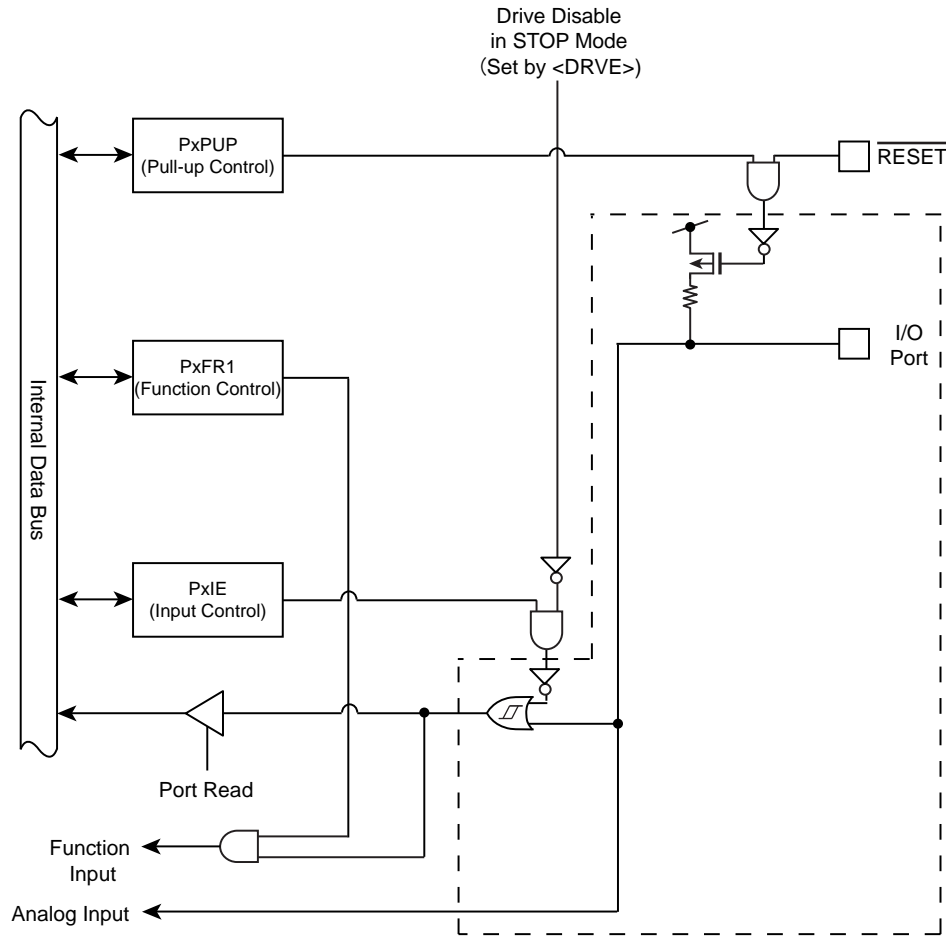 Drive Disable
in STOP Mode
(Set by <DRVE>)
PxPUP
(Pull-up Control)
RESET
I/O
Port
PxFR1
(Function Control)
Internal Data Bus
PxIE
(Input Control)
Port Read
Function
Input
Analog Input